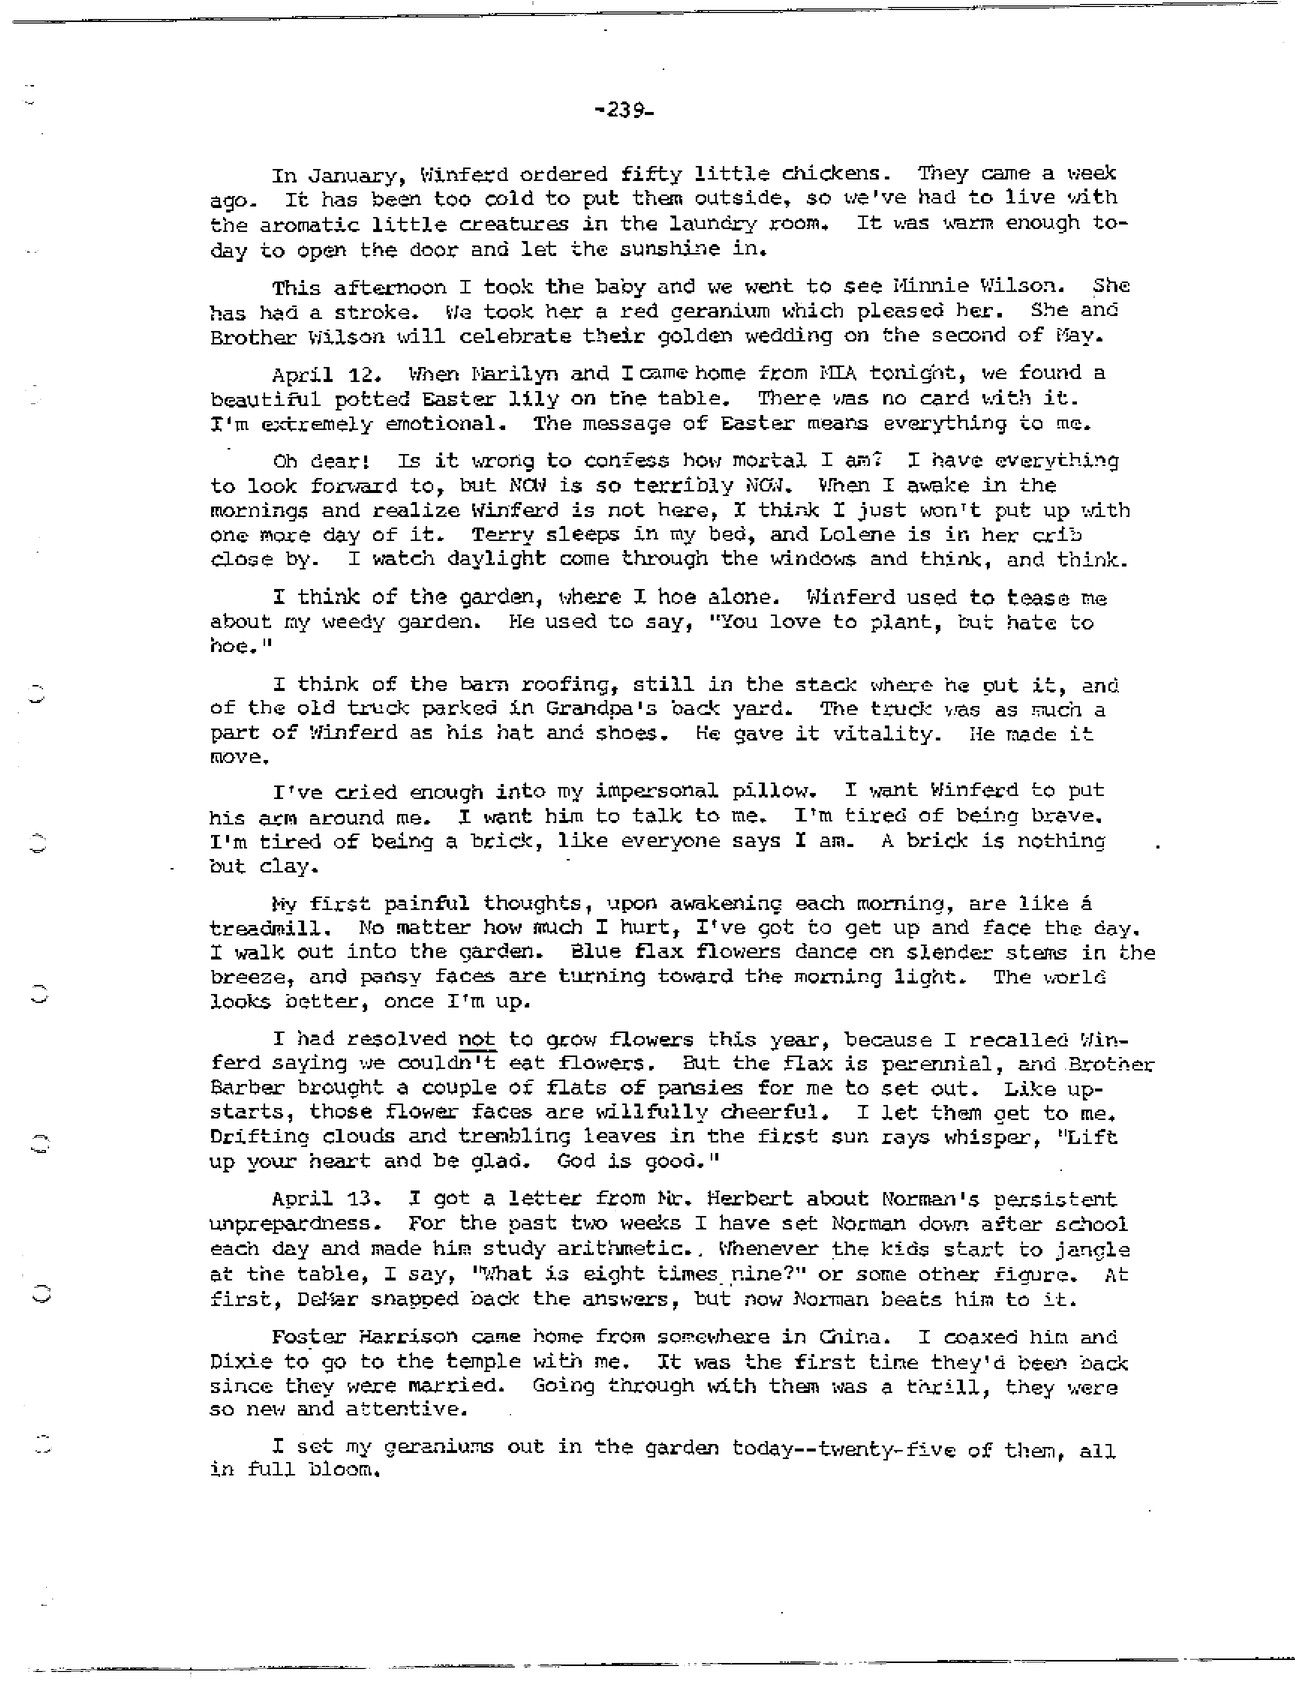 -239-
In January, Winferd ordered fifty little chickens. They came a week
ago. It has been too cold to put them outside, so we've had to live with
the aromatic little creatures in the laundry room. It was warm enough to-
day to open the door and let the sunshine in.
This afternoon I took the baby and we went to see Minnie Wilson. She
has had a stroke. We took her a red geranium which pleased her. She and
Brother Wilson will celebrate their golden wedding on the second of May.
April 12. When Marilyn and I came home from MIA tonight, we found a
beautiful potted Easter lily on the table. There was no card with it.
I'm extremely emotional. The message of Easter means everything to me.
Oh dear! Is it wrong to confess how mortal I am? I have everything
to look forward to, but NOW is so terribly NOW. When I awake in the
mornings and realize Winferd is not here, I think I just won't put up with
one more day of it. Terry sleeps in my bed, and Lolene is in her crib
close by. I watch daylight come through the windows and think, and think.
I think of the garden, where I hoe alone. Winferd used to tease me
about my weedy garden. He used to say, "You love to plant, but hate to
hoe."
I think of the barn roofing, still in the stack where he put it, and
of the old truck parked in Grandpa's back yard. The truck was as much a
part of Winferd as his hat and shoes. He gave it vitality. He made it
move.
I've cried enough into my impersonal pillow. I want Winferd to put
his arm around me. I want him to talk to me. I'm tired of being brave.
I'm tired of being a brick, like everyone says I am. A brick is nothing
but clay.
My first painful thoughts, upon awakening each morning, are like a
treadmill. No matter how much I hurt, I've got to get up and face the day.
I walk out into the garden. Blue flax flowers dance on slender stems in the
breeze, and pansy faces are turning toward the morning light. The world
looks better, once I'm up.
I had resolved not to grow flowers this year, because I recalled Win-
ferd saying we couldn't eat flowers. But the flax is perennial, and Brother
Barber brought a couple of flats of pansies for me to set out. Like up-
starts, those flower faces are willfully cheerful. I let them get to me.
Drifting clouds and trembling leaves in the first sun rays whisper, "Lift
up your heart and be glad. God is good."
April 13. I got a letter from Mr. Herbert about Norman's persistent
unprepardness. For the past two weeks I have set Norman down after school
each day and made him study arithmetic. Whenever the kids start to jangle
at the table, I say, "What is eight times nine?" or some other figure. At
first, DeMar snapped back the answers, but now Norman beats him to it.
Foster Harrison came home from somewhere in China. I coaxed him and
Dixie to go to the temple with me. It was the first time they'd been back
since they were married. Going through with them was a thrill, they were
so new and attentive.
I set my geraniums out in the garden today--twenty-five of them, all
in full bloom.